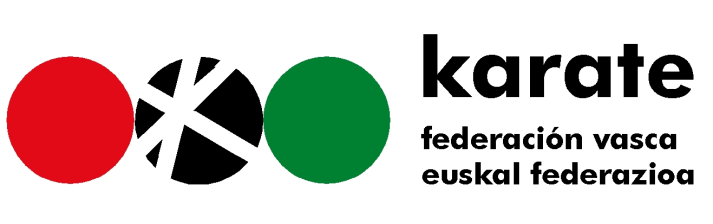 karate
federación vasca
euskal federazioa